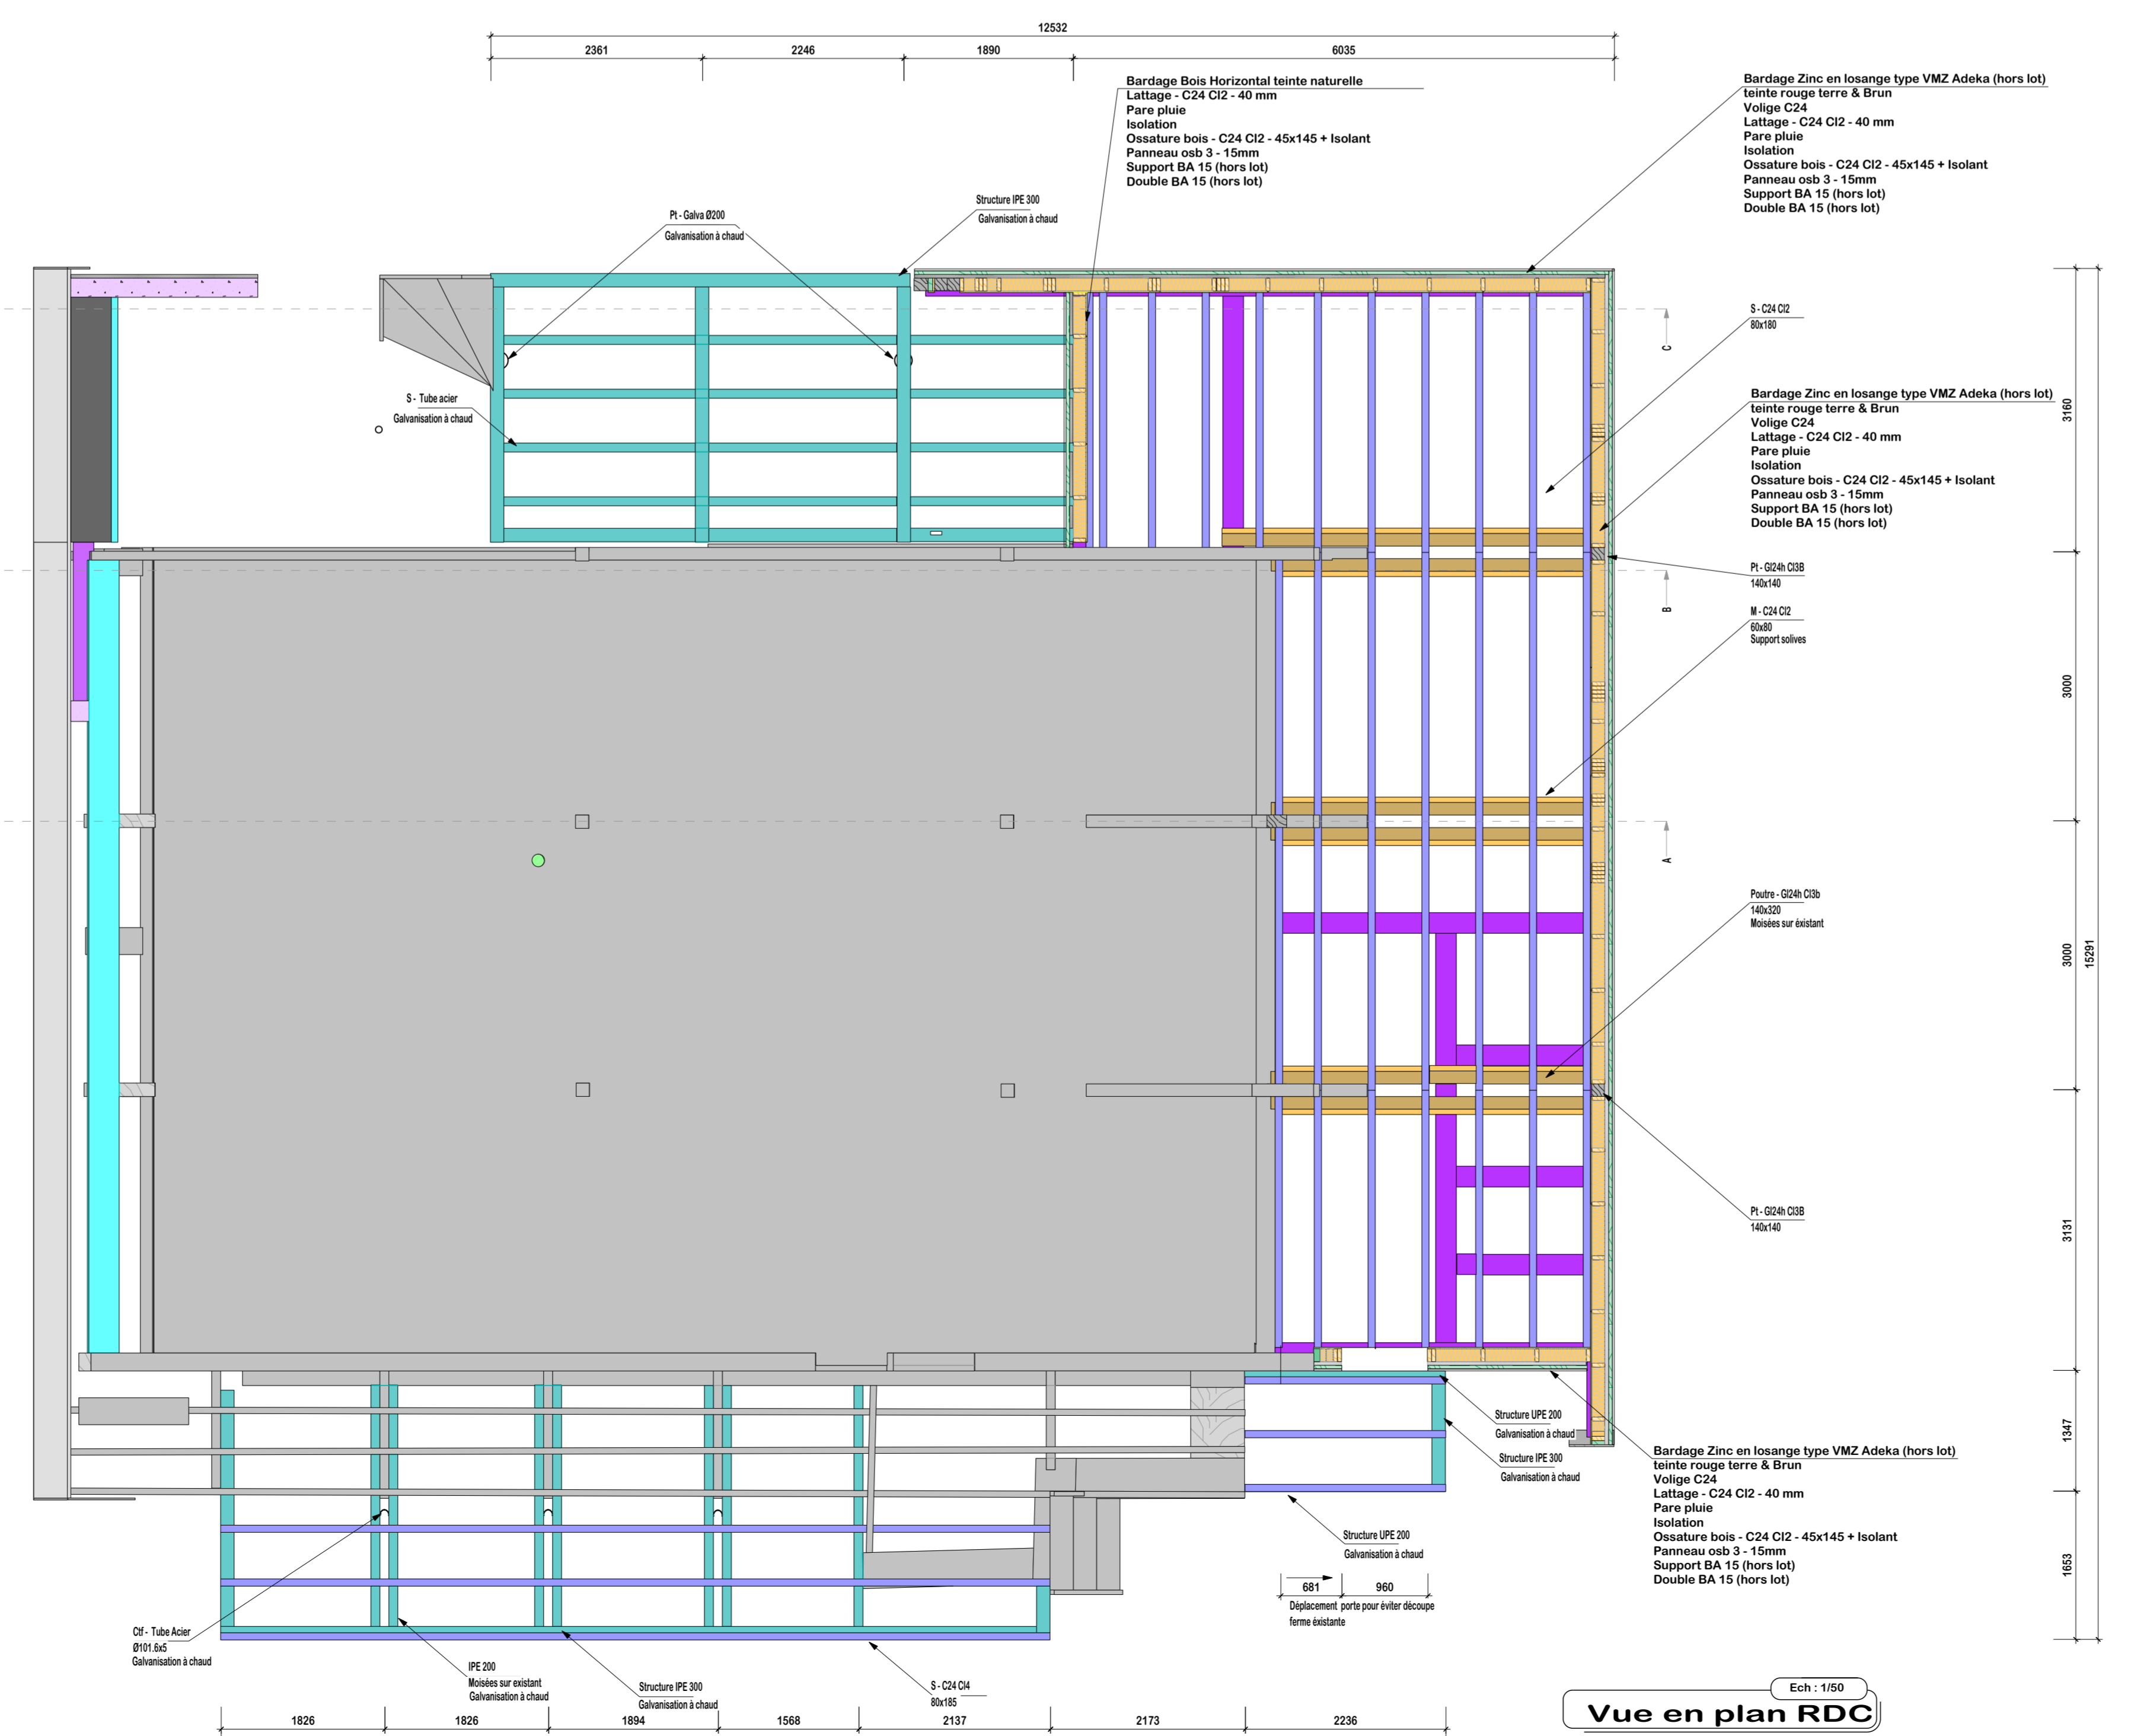 12532
2361
2246
1890
6035
Bardage Bois Horizontal teinte naturelle
Lattage - C24 Cl2 - 40 mm
Pare pluie
Isolation
Ossature bois - C24 Cl2 - 45x145 + Isolant
Panneau osb 3 - 15mm
Support BA 15 (hors lot)
Double BA 15 (hors lot)
Bardage Zinc en losange type VMZ Adeka (hors lot)
teinte rouge terre & Brun
Volige C24
Lattage - C24 Cl2 - 40 mm
Pare pluie
Isolation
Ossature bois - C24 Cl2 - 45x145 + Isolant
Panneau osb 3 - 15mm
Support BA 15 (hors lot)
Double BA 15 (hors lot)
Structure IPE 300
Galvanisation à chaud
Pt - Galva Ø200
Galvanisation à chaud
S - Tube acier
Galvanisation à chaud
C
S - C24 Cl2
80x180
Bardage Zinc en losange type VMZ Adeka (hors lot)
teinte rouge terre & Brun
Volige C24
Lattage - C24 Cl2 - 40 mm
Pare pluie
Isolation
Ossature bois - C24 Cl2 - 45x145 + Isolant
Panneau osb 3 - 15mm
Support BA 15 (hors lot)
Double BA 15 (hors lot)
3160
Pt - Gl24h Cl3B
140x140
B
M - C24 Cl2
60x80
Support solives
3000
A
Poutre - Gl24h Cl3b
140x320
Moisées sur éxistant
3000
15291
Pt - Gl24h Cl3B
140x140
3131
Structure UPE 200
Galvanisation à chaud
Structure IPE 300
Galvanisation à chaud
Bardage Zinc en losange type VMZ Adeka (hors lot)
teinte rouge terre & Brun
Volige C24
Lattage - C24 Cl2 - 40 mm
Pare pluie
Isolation
Ossature bois - C24 Cl2 - 45x145 + Isolant
Panneau osb 3 - 15mm
Support BA 15 (hors lot)
Double BA 15 (hors lot)
1347
1653
Structure UPE 200
Galvanisation à chaud
681
960
Déplacement porte pour éviter découpe
ferme éxistante
Ctf - Tube Acier
Ø101.6x5
Galvanisation à chaud
IPE 200
Moisées sur existant
Galvanisation à chaud
Structure IPE 300
Galvanisation à chaud
S - C24 Cl4
80x185
1826
1826
1894
1568
2137
2173
2236
Ech : 1/50
Vue en plan RDC